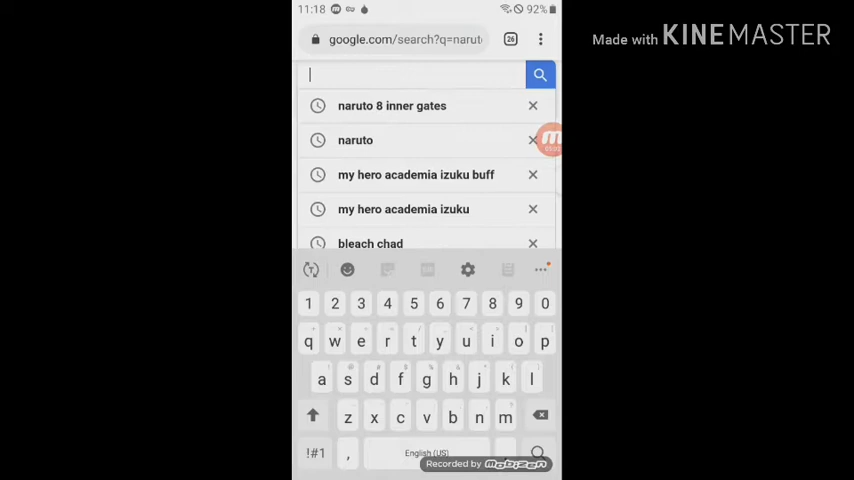 11:18
92%
Made with KINEMASTER
google.com/search?q=narut
26
naruto 8 inner gates
naruto
my hero academia izuku buff
my hero academia izuku
bleach chad
1 2 3 4 5 6 7 8 9 0
q w e r t y u i o p
a s d f g h j k l
z x c v b n m
!#1 , English (US)
Recorded by mobizen